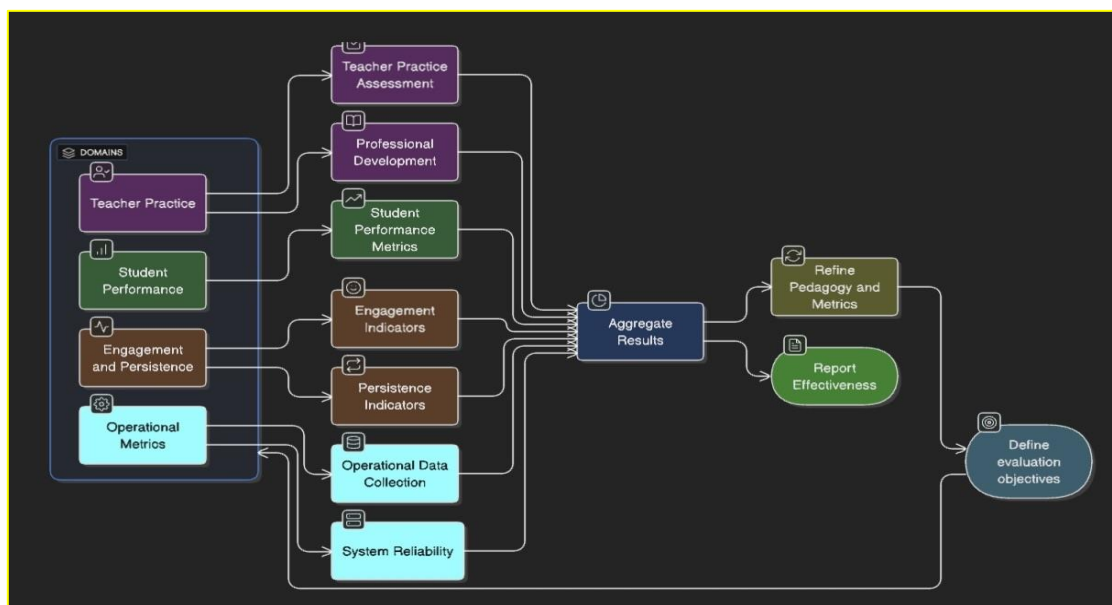 DOMAINS
Teacher Practice
Student
Performance
Engagement
and Persistence
Operational
Metrics
Teacher Practice
Assessment
Professional
Development
Student
Performance
Metrics
Engagement
Indicators
Persistence
Indicators
Operational Data
Collection
System Reliability
Aggregate
Results
Refine
Pedagogy and
Metrics
Report
Effectiveness
Define
evaluation
objectives